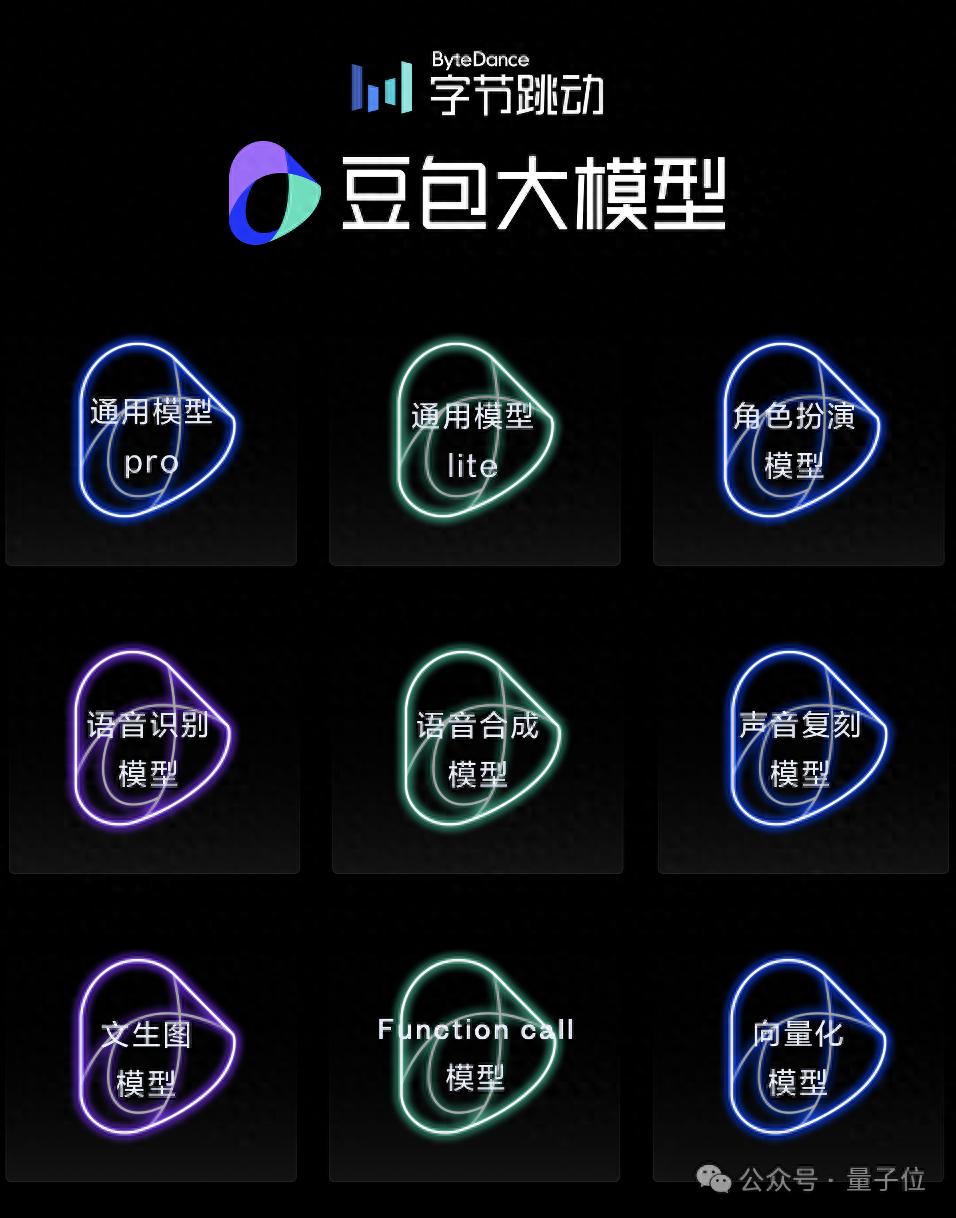 ByteDance
字节跳动
豆包大模型
通用模型
pro
通用模型
lite
角色扮演
模型
语音识别
模型
语音合成
模型
声音复刻
模型
文生图
模型
Function call
模型
向量化
模型
公众号 · 量子位